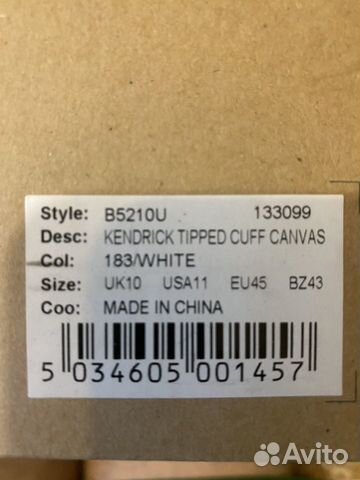 Style: B5210U 133099
Desc: KENDRICK TIPPED CUFF CANVAS
Col: 183/WHITE
Size: UK10 USA11 EU45 BZ43
Coo: MADE IN CHINA
5 034605 001457
Avito